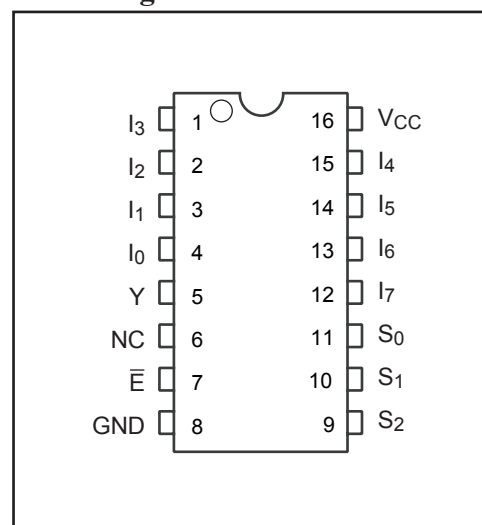 I3 1 16 VCC
I2 2 15 I4
I1 3 14 I5
I0 4 13 I6
Y 5 12 I7
NC 6 11 S0
E̅ 7 10 S1
GND 8 9 S2